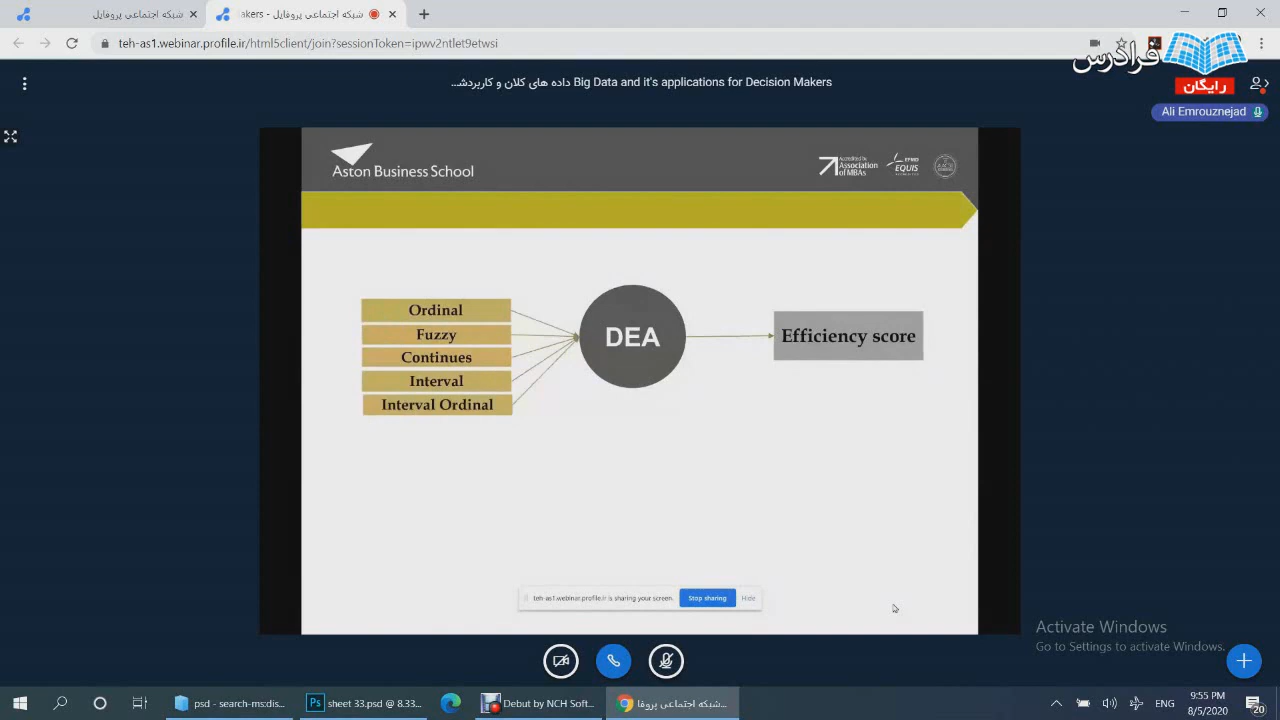 شبکه اجتماعی پروفایل
akers - شبکه اجتماعی پروفایل
teh-as1.webinar.profile.ir/html5client/join?sessionToken=ipwv2ntlet9etwsi
فرادرس
رایگان
...داده های کلان و کاربردشـ Big Data and it's applications for Decision Makers
Ali Emrouznejad
Aston Business School
Accredited by
Association
of MBAs
EFMD
EQUIS
Ordinal
Fuzzy
Continues
Interval
Interval Ordinal
DEA
Efficiency score
teh-as1.webinar.profile.ir is sharing your screen.
Stop sharing
Hide
Activate Windows
Go to Settings to activate Windows.
psd - search-ms:dis...
sheet 33.psd @ 8.33...
Debut by NCH Soft...
شبکه اجتماعی پروفا...
ENG
9:55 PM
8/5/2020
20